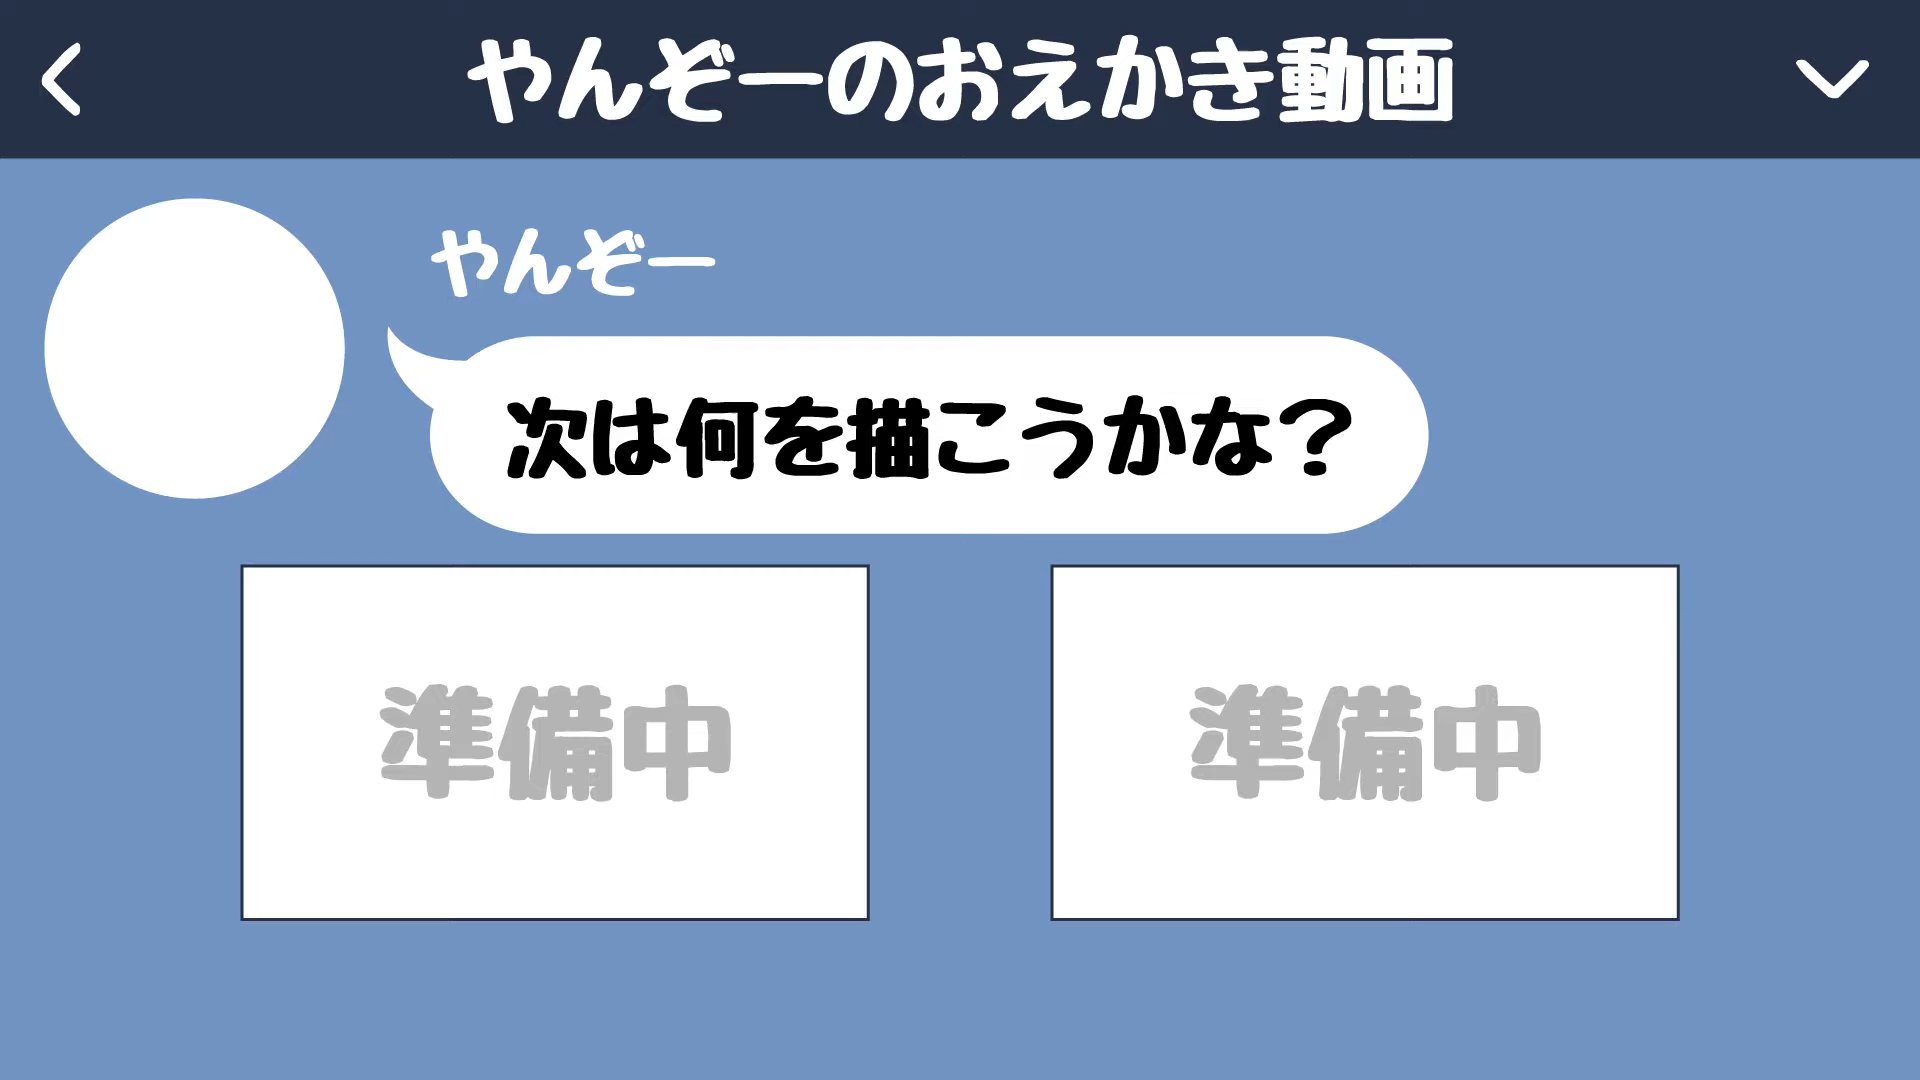 やんぞーのおえかき動画
やんぞー
次は何を描こうかな？
準備中
準備中